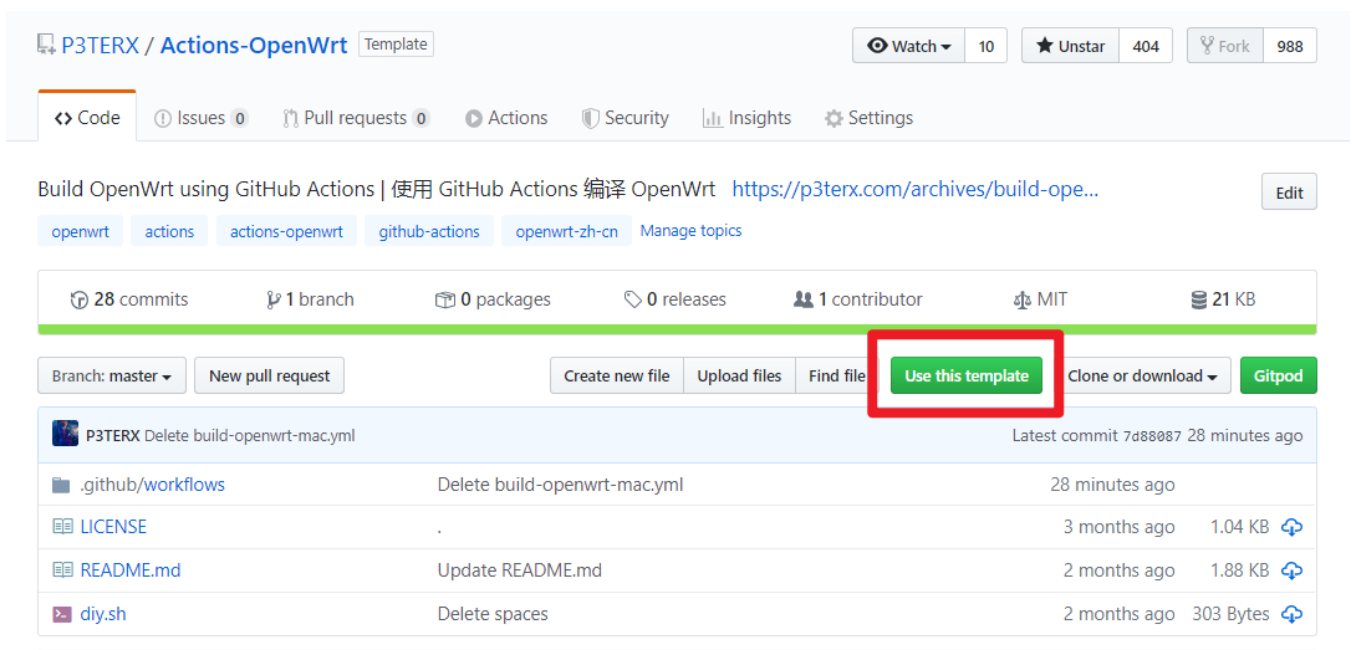 P3TERX / Actions-OpenWrt Template Watch 10 Unstar 404 Fork 988
Code Issues 0 Pull requests 0 Actions Security Insights Settings
Build OpenWrt using GitHub Actions | 使用 GitHub Actions 编译 OpenWrt https://p3terx.com/archives/build-ope... Edit
openwrt actions actions-openwrt github-actions openwrt-zh-cn Manage topics
28 commits 1 branch 0 packages 0 releases 1 contributor MIT 21 KB
Branch: master New pull request Create new file Upload files Find file Use this template Clone or download Gitpod
P3TERX Delete build-openwrt-mac.yml Latest commit 7d88087 28 minutes ago
.github/workflows Delete build-openwrt-mac.yml 28 minutes ago
LICENSE . 3 months ago 1.04 KB
README.md Update README.md 2 months ago 1.88 KB
diy.sh Delete spaces 2 months ago 303 Bytes